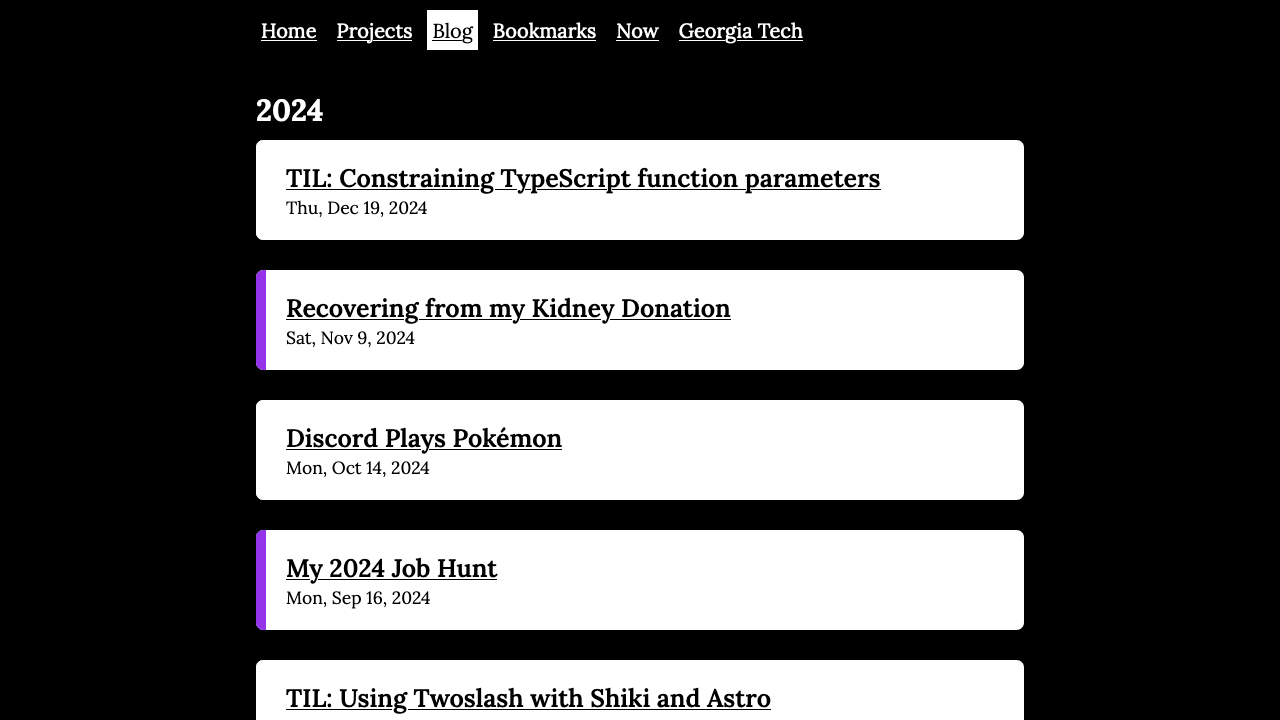 Home Projects Blog Bookmarks Now Georgia Tech
2024
TIL: Constraining TypeScript function parameters
Thu, Dec 19, 2024
Recovering from my Kidney Donation
Sat, Nov 9, 2024
Discord Plays Pokémon
Mon, Oct 14, 2024
My 2024 Job Hunt
Mon, Sep 16, 2024
TIL: Using Twoslash with Shiki and Astro